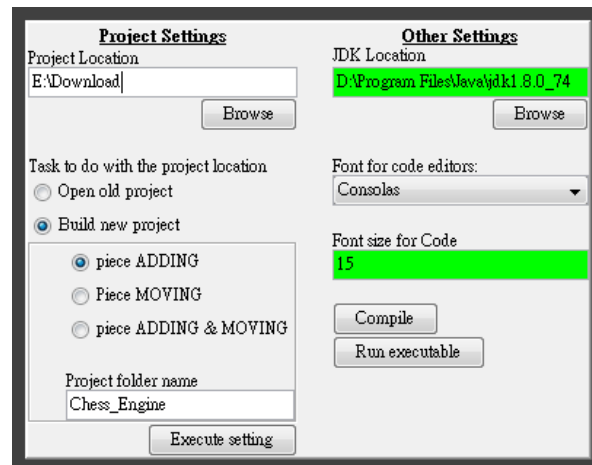 Project Settings
Project Location
E:\Download
Browse
Task to do with the project location
Open old project
Build new project
piece ADDING
Piece MOVING
piece ADDING & MOVING
Project folder name
Chess_Engine
Execute setting
Other Settings
JDK Location
D:\Program Files\Java\jdk1.8.0_74
Browse
Font for code editors:
Consolas
Font size for Code
15
Compile
Run executable